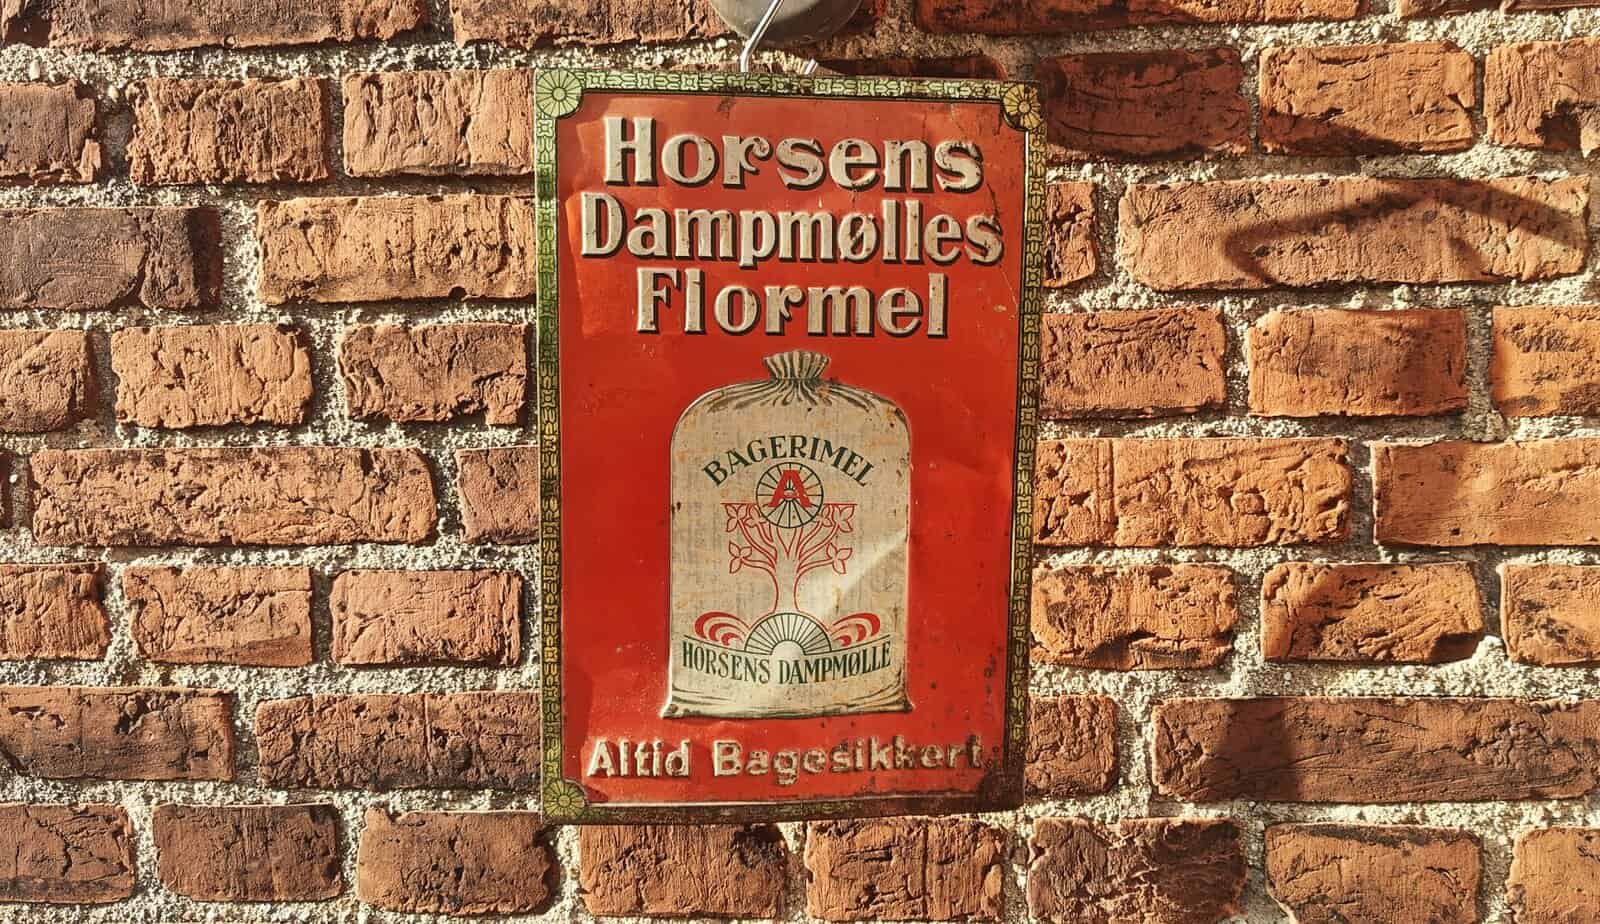 Horsens
Dampmølles
Flormel
BAGERIMEL
A
HORSENS DAMPMØLLE
Altid Bagesikkert.